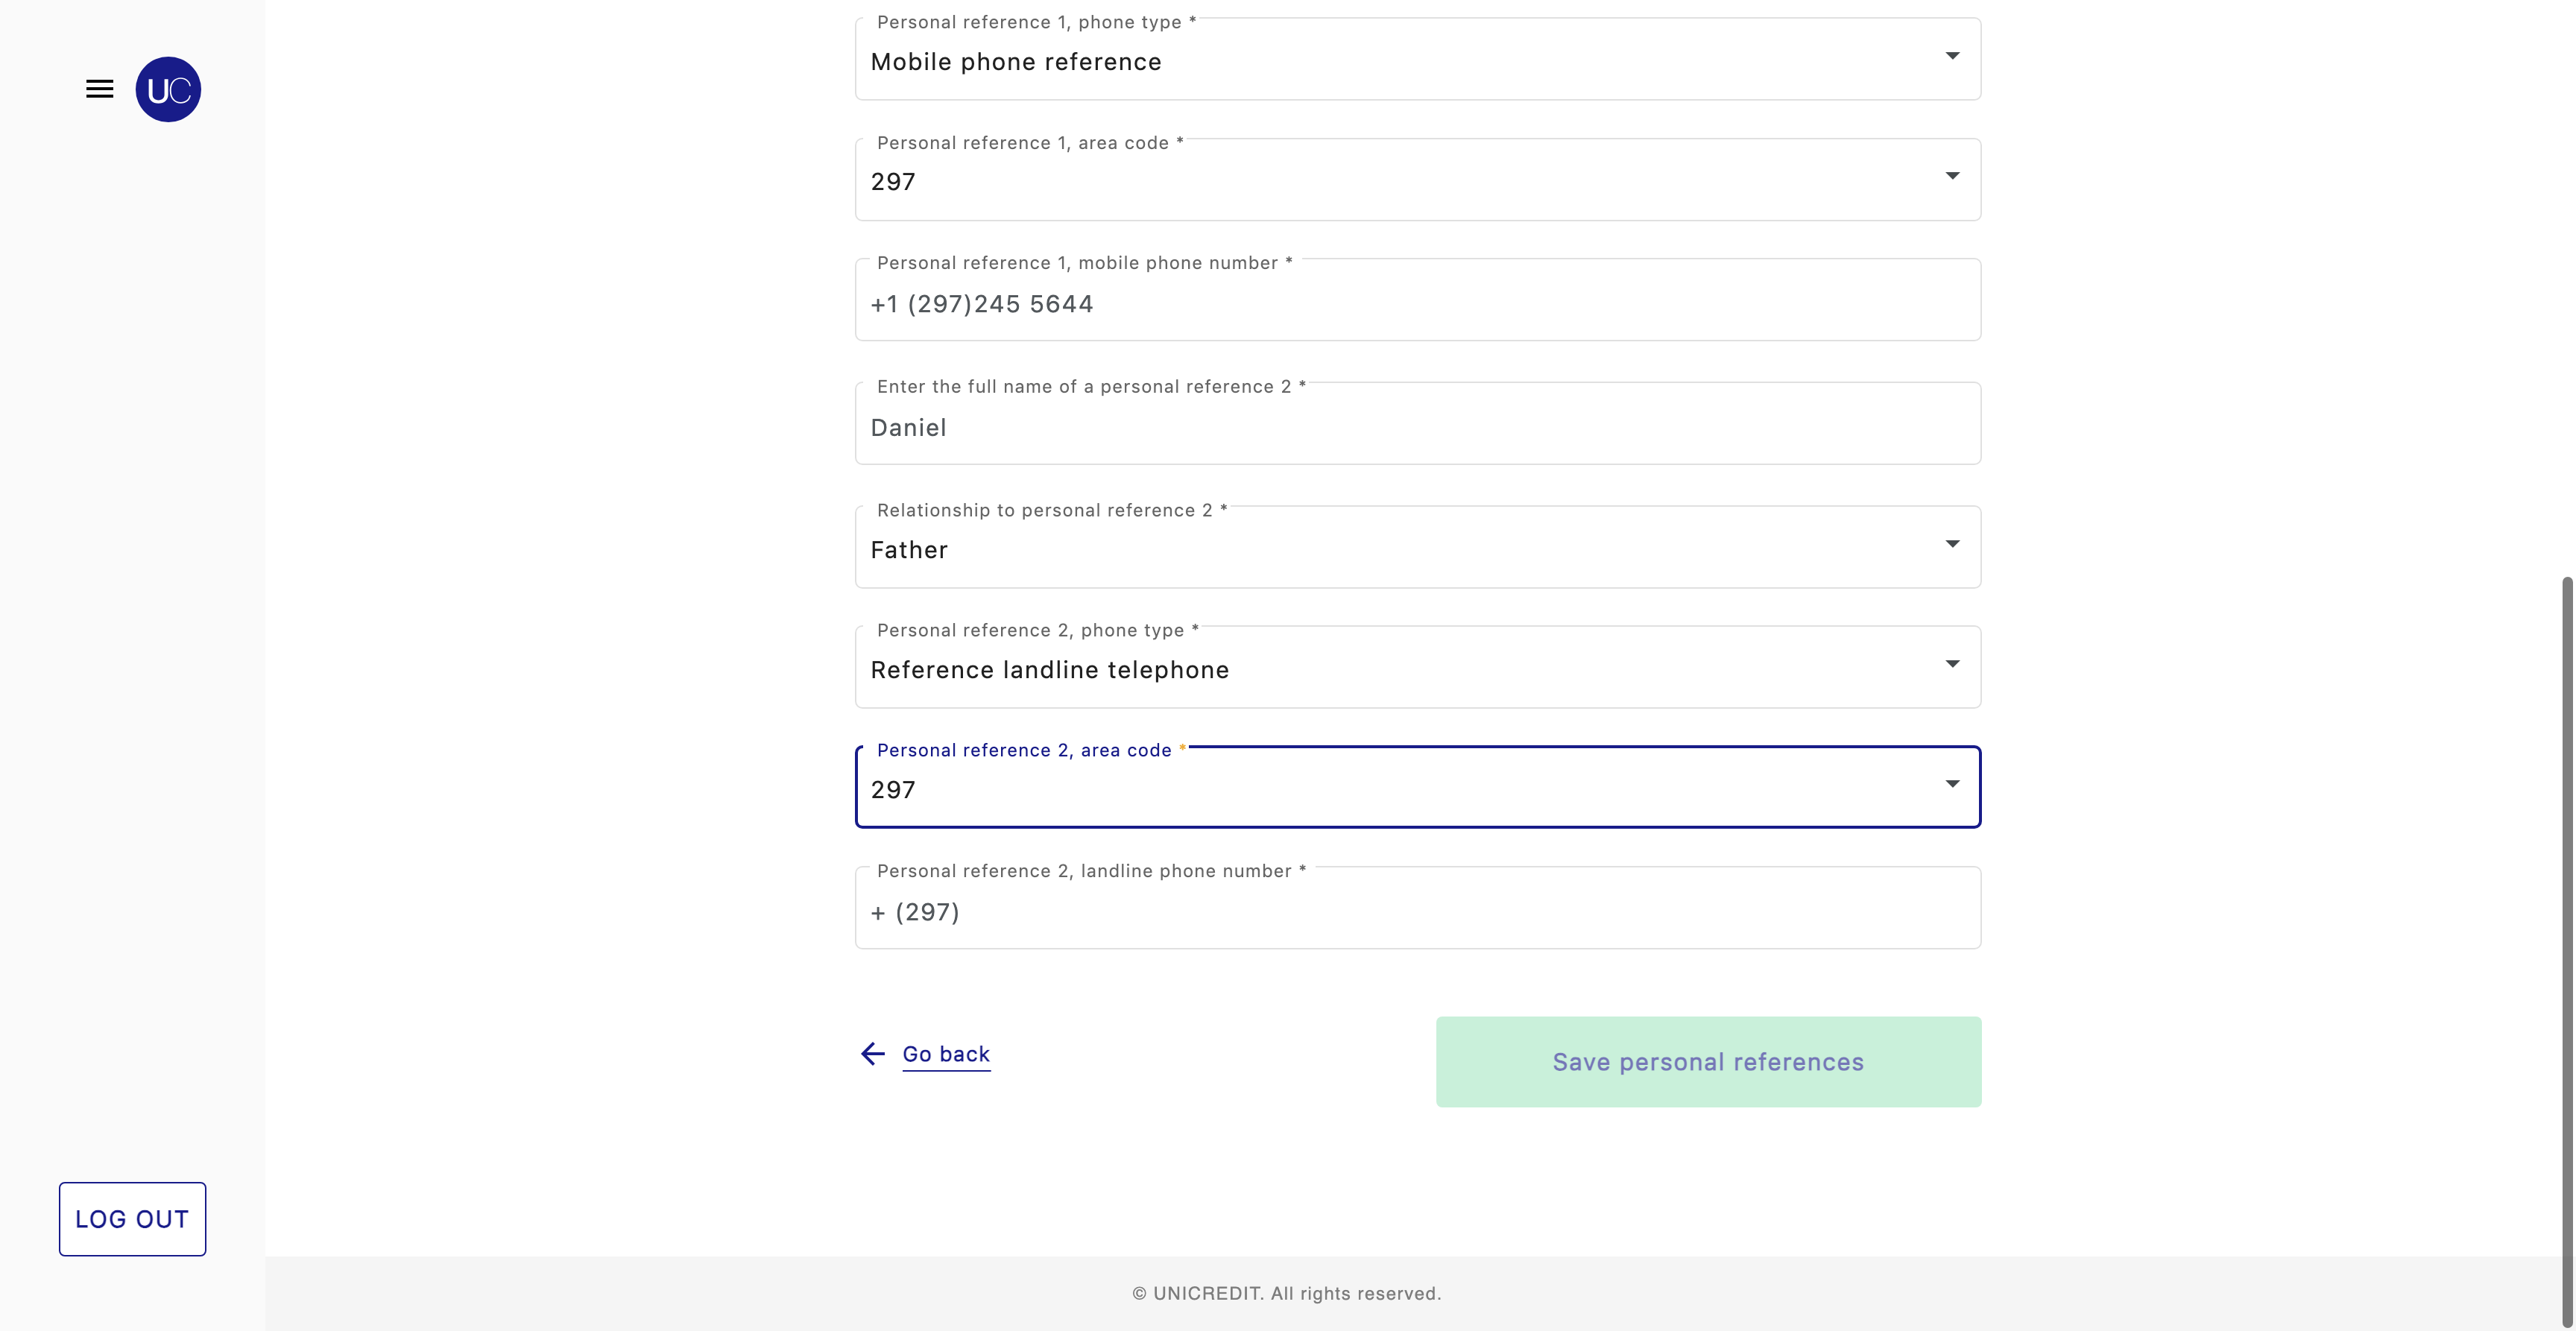 Personal reference 1, phone type *
Mobile phone reference
UC
Personal reference 1, area code *
297
Personal reference 1, mobile phone number *
+1 (297)245 5644
Enter the full name of a personal reference 2 *
Daniel
Relationship to personal reference 2 *
Father
Personal reference 2, phone type *
Reference landline telephone
Personal reference 2, area code *
297
Personal reference 2, landline phone number *
+ (297)
Go back
Save personal references
LOG OUT
© UNICREDIT. All rights reserved.